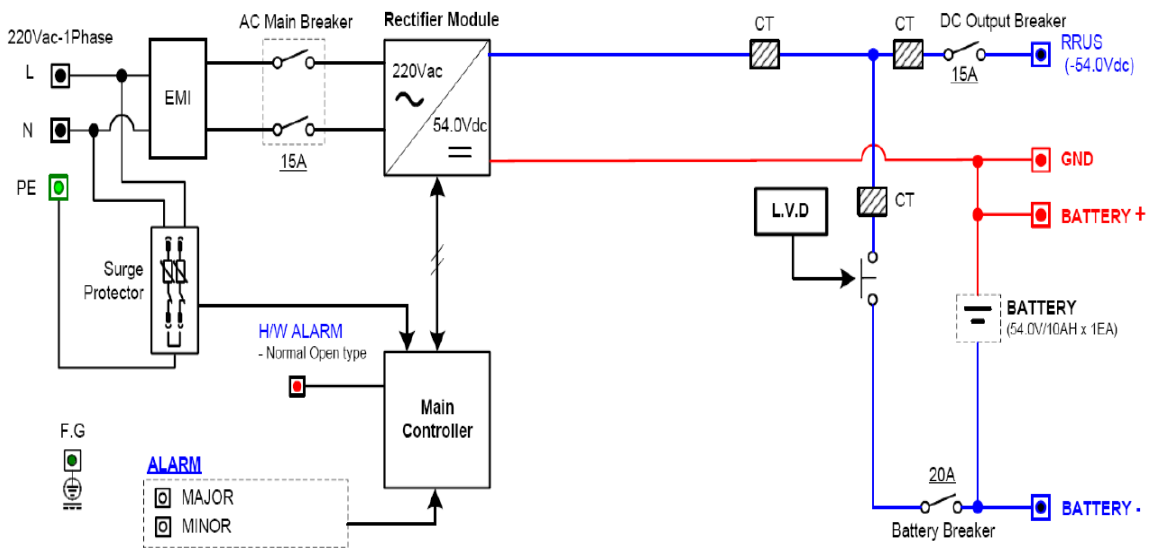 AC Main Breaker
Rectifier Module
CT
CT
DC Output Breaker
220Vac-1Phase
RRUS
(-54.0Vdc)
L
220Vac
15A
EMI
N
54.0Vdc
15A
GND
PE
L.V.D
CT
BATTERY +
Surge
Protector
BATTERY
(54.0V/10AH x 1EA)
H/W ALARM
- Normal Open type
Main
Controller
F.G
ALARM
MAJOR
MINOR
20A
Battery Breaker
BATTERY -